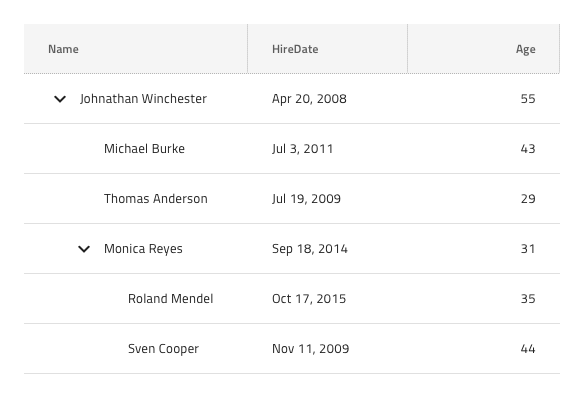 Name HireDate Age
Johnathan Winchester Apr 20, 2008 55
Michael Burke Jul 3, 2011 43
Thomas Anderson Jul 19, 2009 29
Monica Reyes Sep 18, 2014 31
Roland Mendel Oct 17, 2015 35
Sven Cooper Nov 11, 2009 44